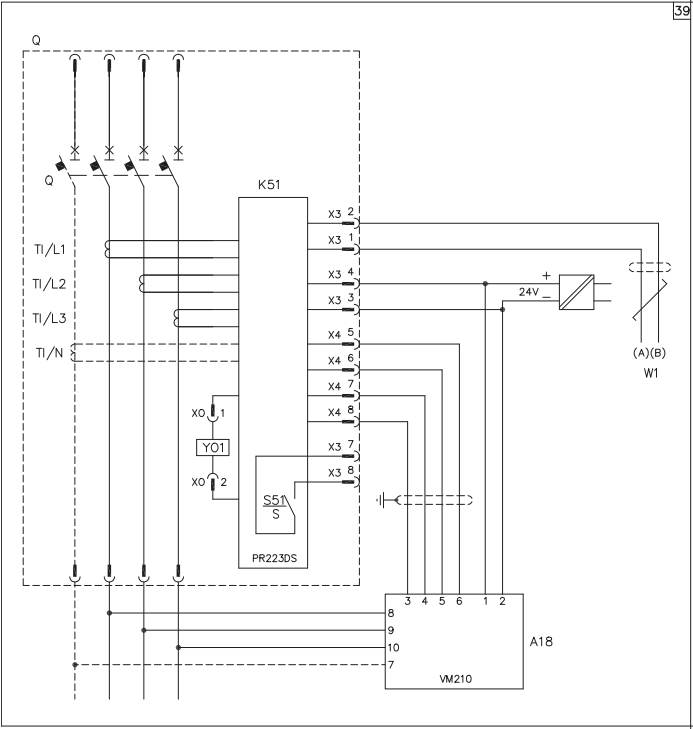 39
Q
Q
K51
X3 2
X3 1
TI/L1
X3 4
+
TI/L2
24V
−
X3 3
TI/L3
X4 5
TI/N
(A)(B)
X4 6
W1
X4 7
X0 1
X4 8
Y01
X3 7
X3 8
X0 2
S51/
S
PR223DS
3 4 5 6 1 2
8
9
A18
10
7
VM210